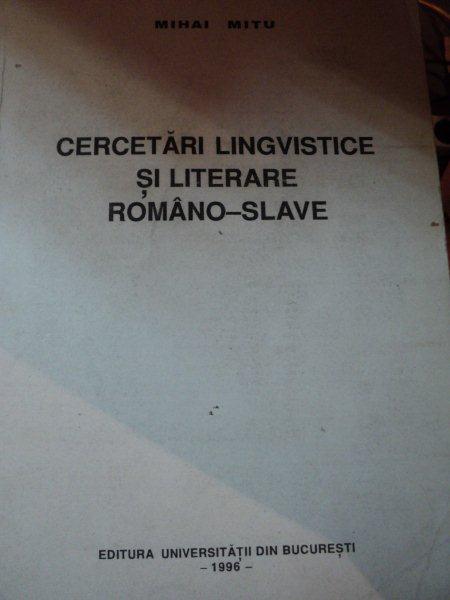 MIHAI MITU
CERCETĂRI LINGVISTICE
ȘI LITERARE
ROMÂNO–SLAVE
EDITURA UNIVERSITĂȚII DIN BUCUREȘTI
– 1996 –